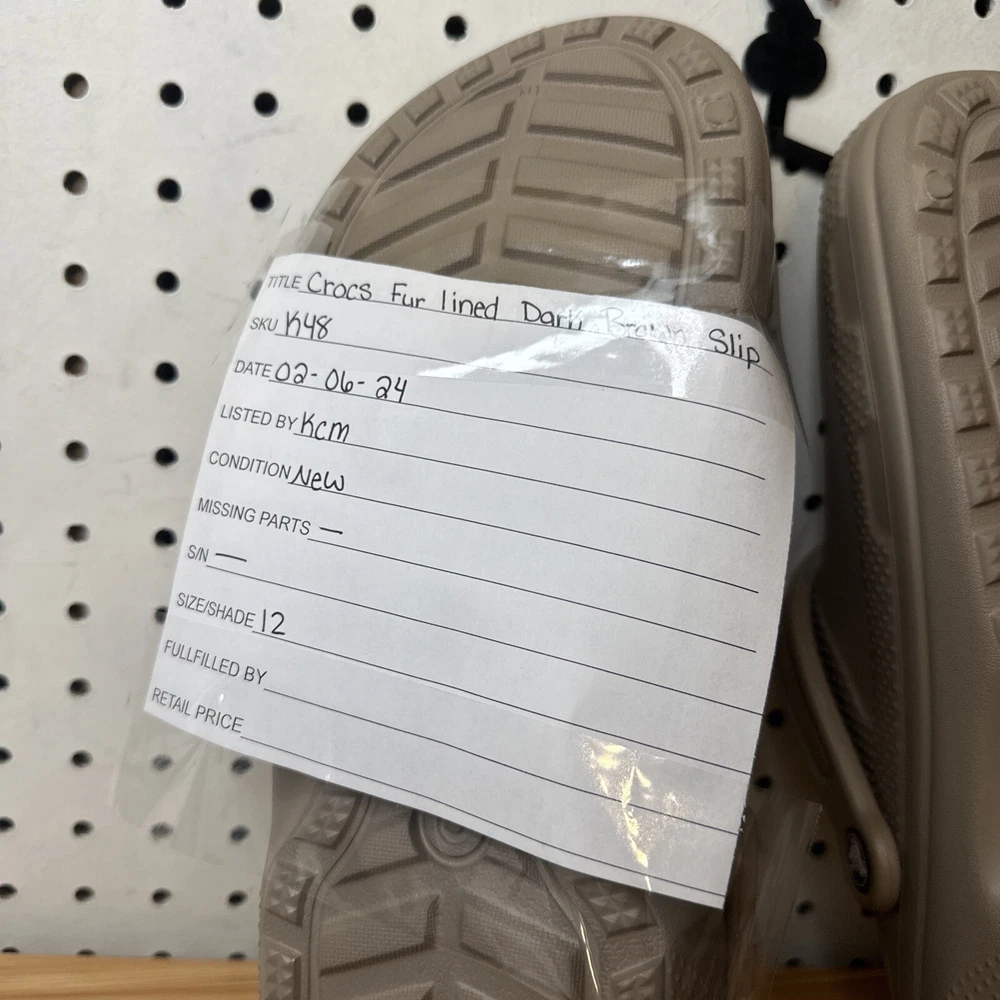 TITLE Crocs Fur lined Dark Brown Slip
SKU K48
DATE 02-06-24
LISTED BY Kcm
CONDITION New
MISSING PARTS —
S/N —
SIZE/SHADE 12
FULLFILLED BY
RETAIL PRICE